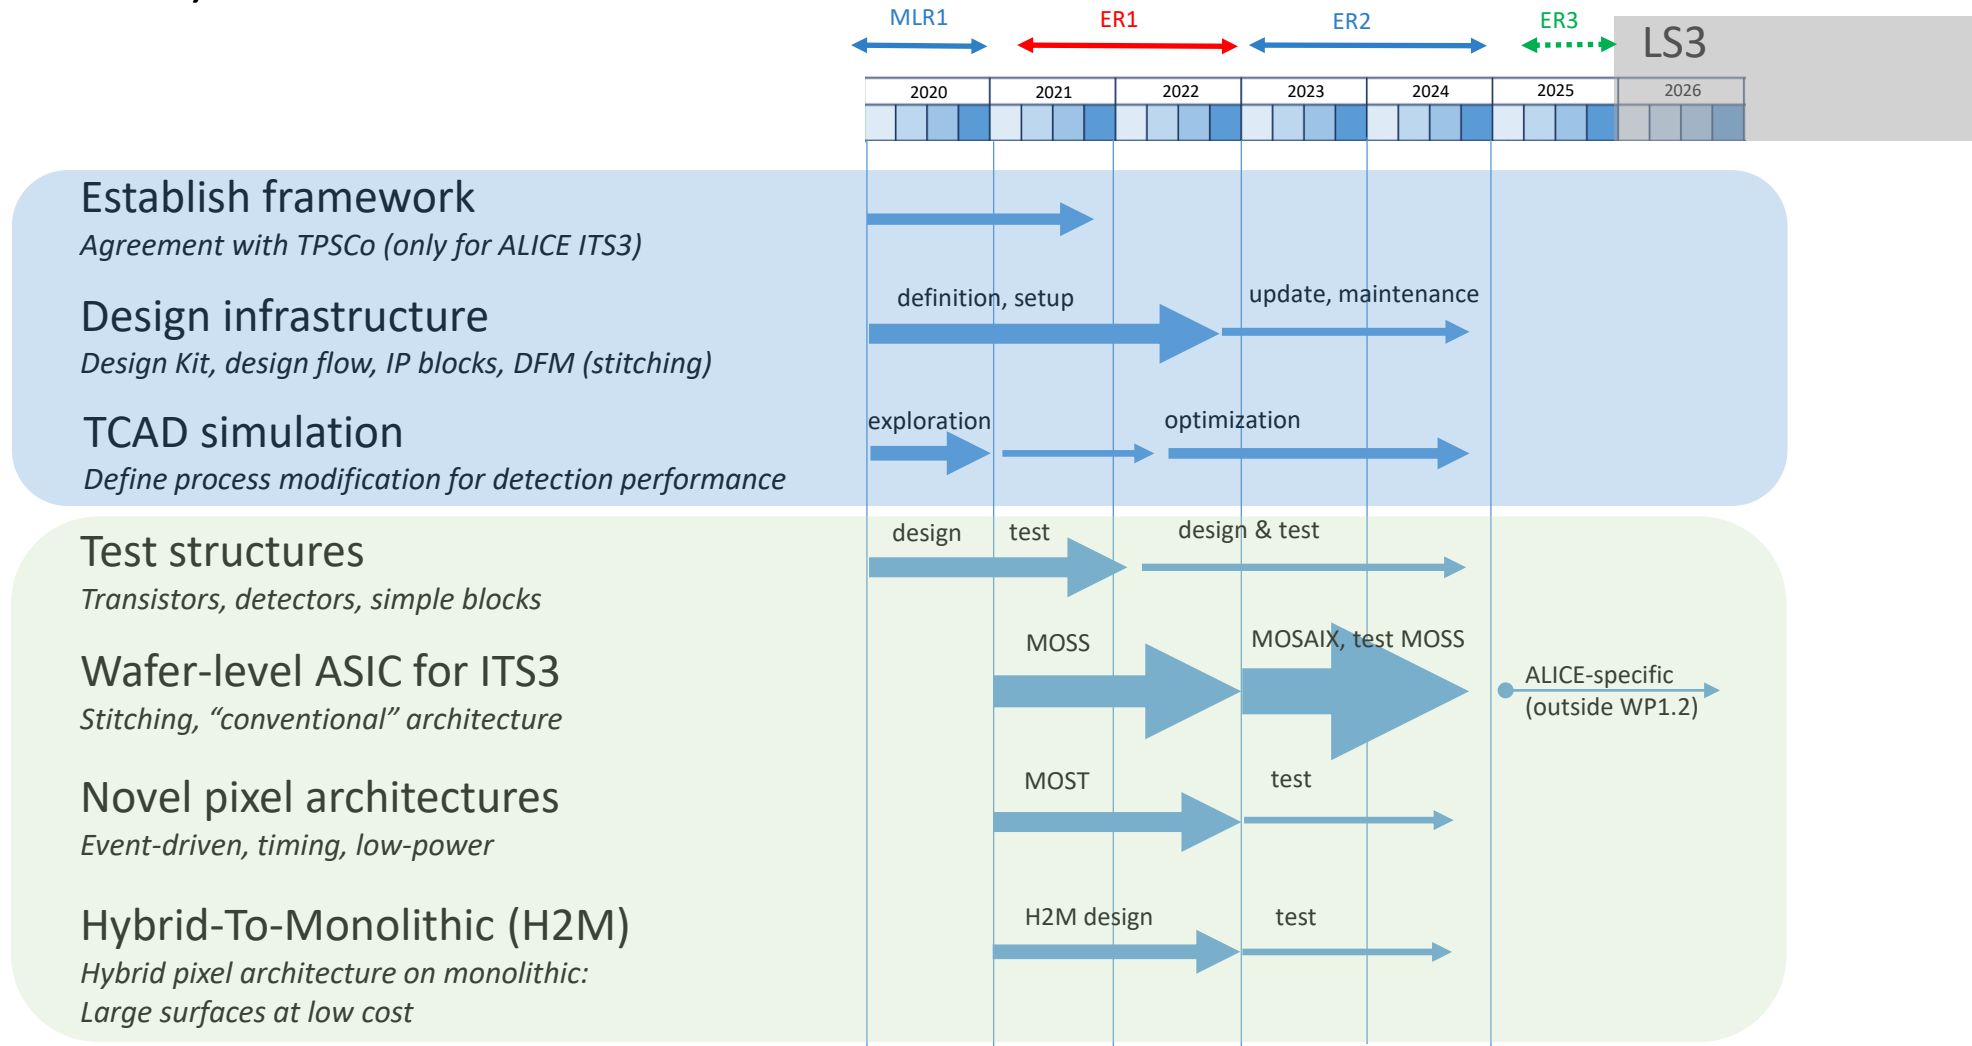 MLR1
ER1
ER2
ER3
LS3
2020 2021 2022 2023 2024 2025 2026
Establish framework
Agreement with TPSCo (only for ALICE ITS3)
Design infrastructure
Design Kit, design flow, IP blocks, DFM (stitching)
definition, setup
update, maintenance
TCAD simulation
Define process modification for detection performance
exploration
optimization
Test structures
Transistors, detectors, simple blocks
design
test
design & test
Wafer-level ASIC for ITS3
Stitching, “conventional” architecture
MOSS
MOSAIX, test MOSS
ALICE-specific
(outside WP1.2)
Novel pixel architectures
Event-driven, timing, low-power
MOST
test
Hybrid-To-Monolithic (H2M)
Hybrid pixel architecture on monolithic:
Large surfaces at low cost
H2M design
test